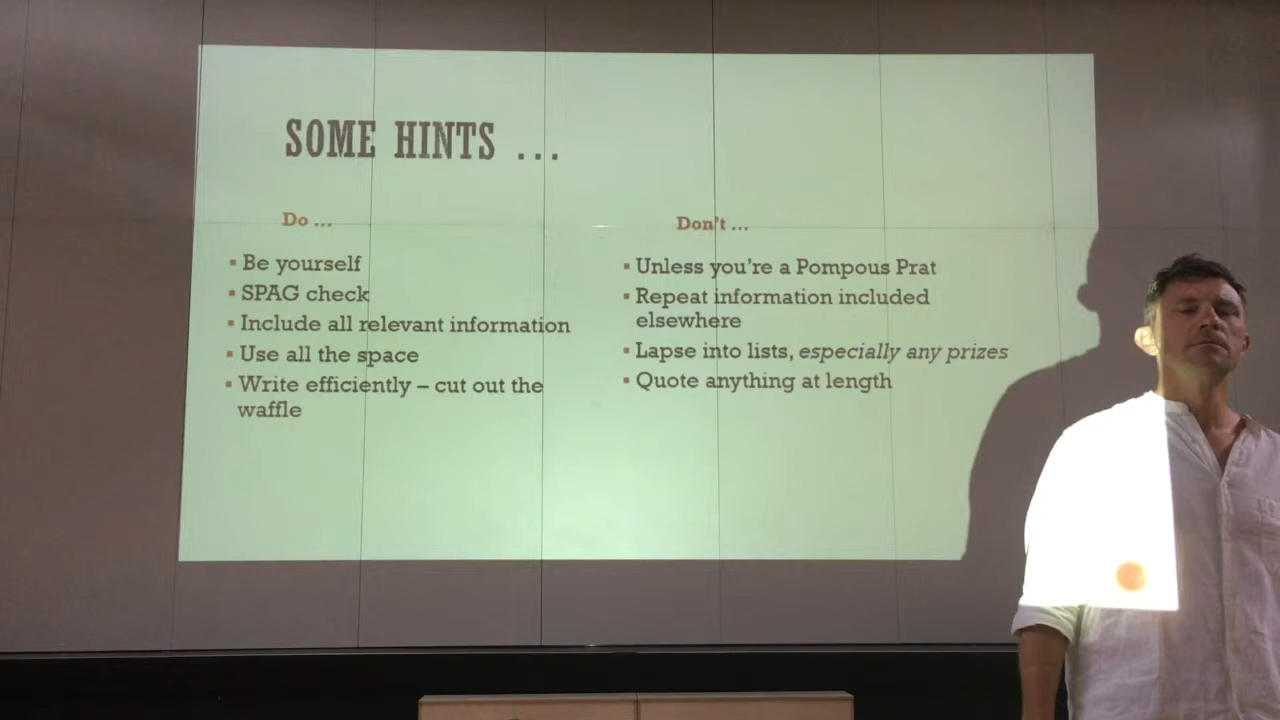 SOME HINTS ...
Do ...
▪ Be yourself
▪ SPAG check
▪ Include all relevant information
▪ Use all the space
▪ Write efficiently – cut out the
waffle
Don't ...
▪ Unless you're a Pompous Prat
▪ Repeat information included
elsewhere
▪ Lapse into lists, especially any prizes
▪ Quote anything at length